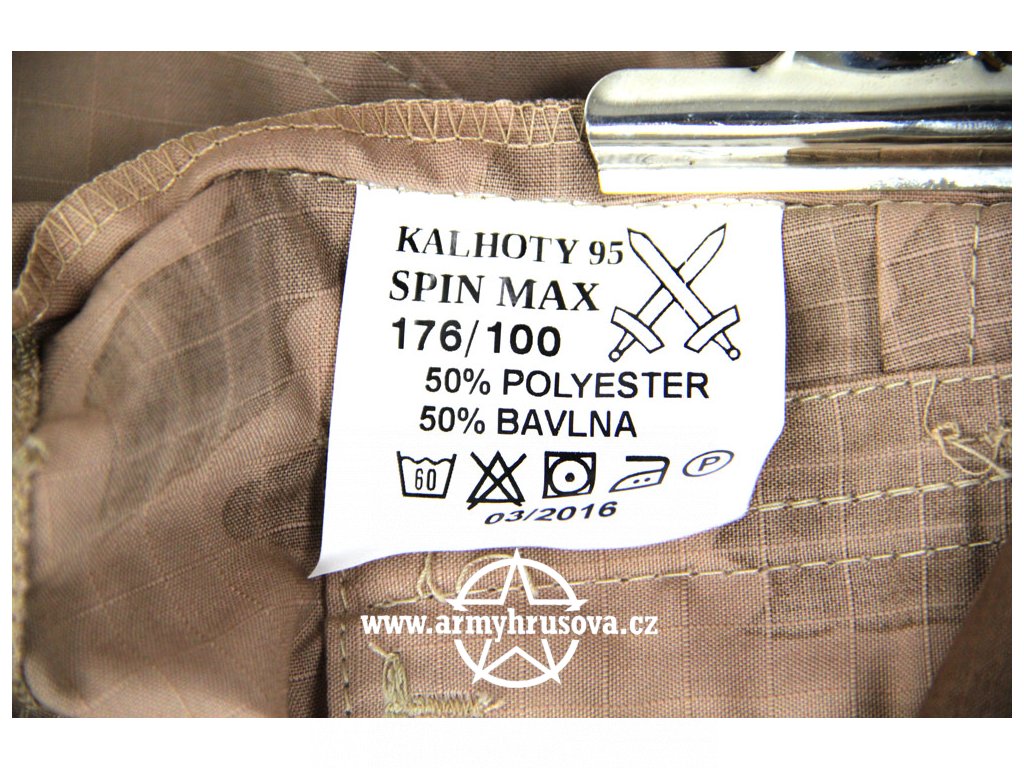 KALHOTY 95
SPIN MAX
176/100
50% POLYESTER
50% BAVLNA
60
P
03/2016
www.armyhrusova.cz